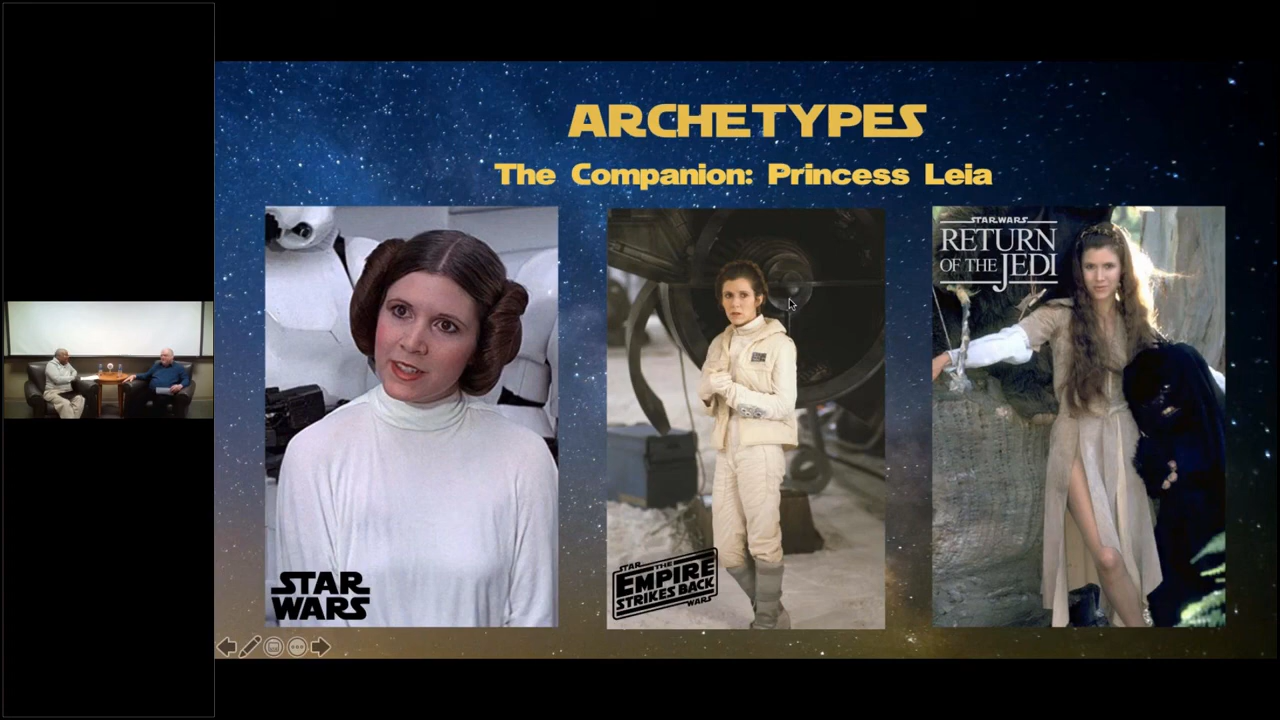 ARCHETYPES
The Companion: Princess Leia
STAR WARS
RETURN
OF THE JEDI
STAR THE
EMPIRE
STRIKES BACK
WARS
STAR
WARS